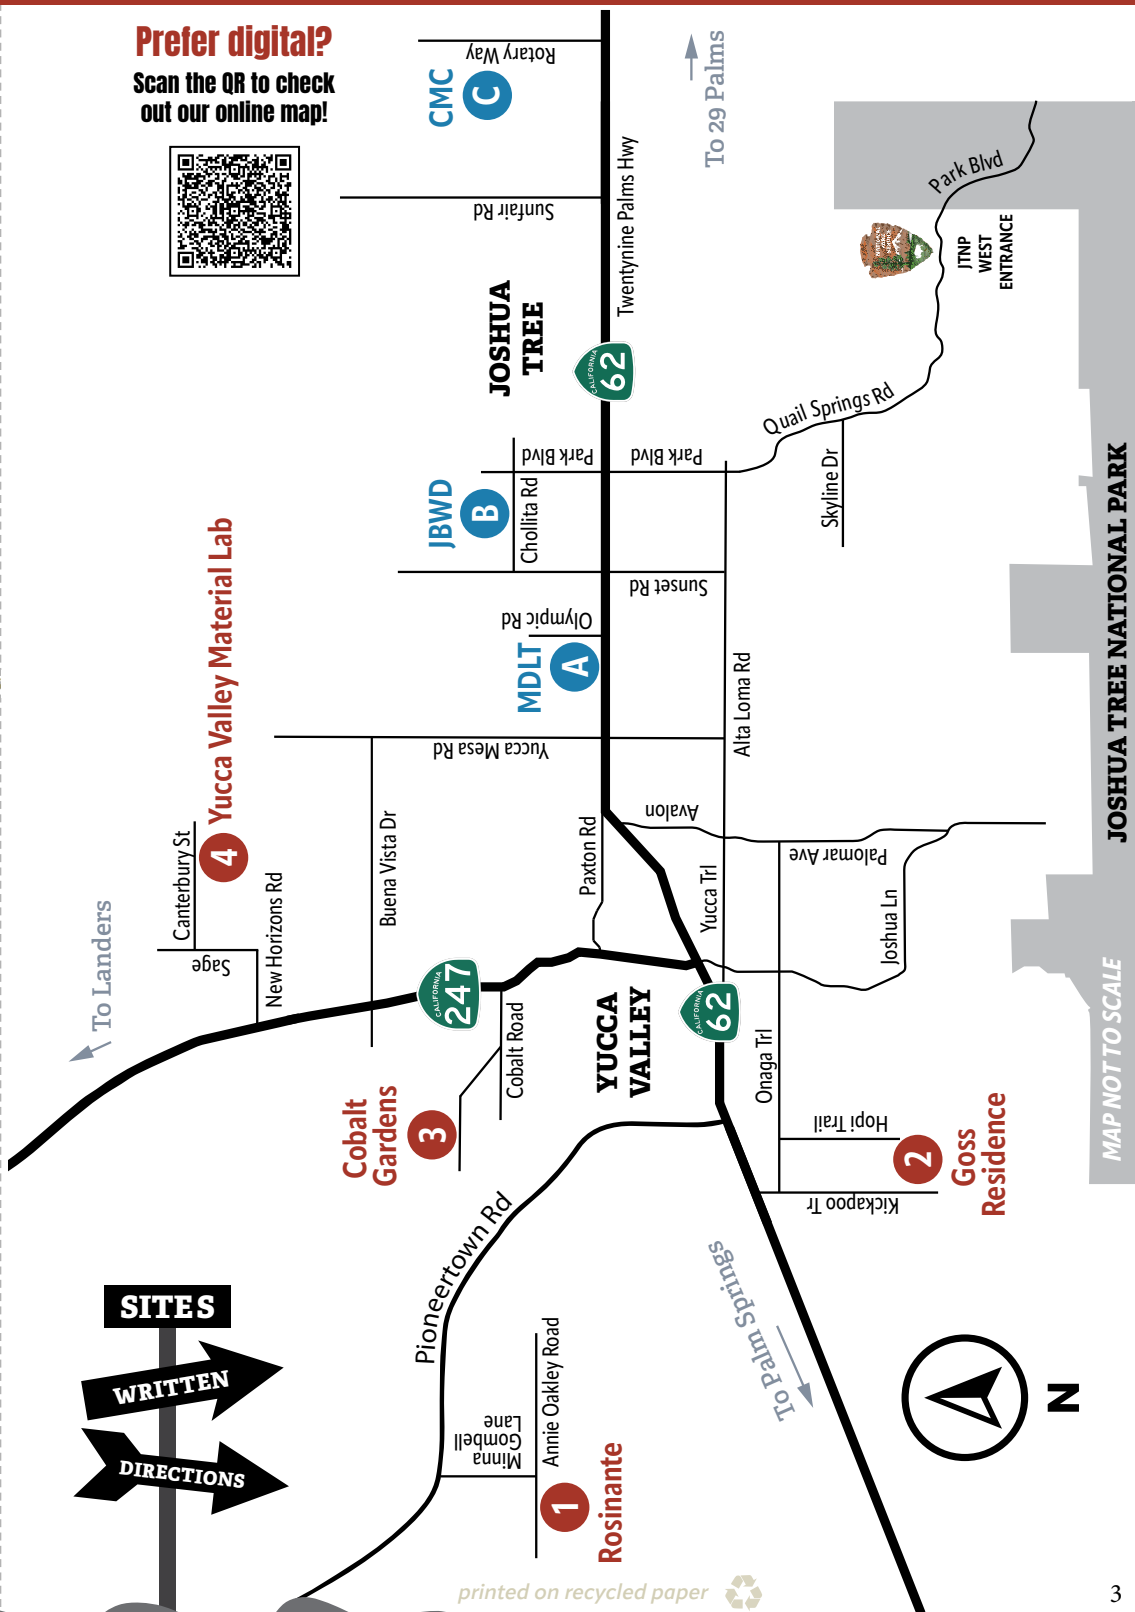 Prefer digital?
Scan the QR to check
out our online map!
Rotary Way
CMC
C
To 29 Palms
Twentynine Palms Hwy
Sunfair Rd
Park Blvd
JTNP
WEST
ENTRANCE
JOSHUA
TREE
CALIFORNIA
62
Quail Springs Rd
Skyline Dr
Park Blvd
Park Blvd
JBWD
B
Chollita Rd
Sunset Rd
Olympic Rd
MDLT
A
Yucca Mesa Rd
Alta Loma Rd
JOSHUA TREE NATIONAL PARK
MAP NOT TO SCALE
4
Yucca Valley Material Lab
Canterbury St
Sage
New Horizons Rd
Buena Vista Dr
Paxton Rd
Avalon
Yucca Trl
Palomar Ave
Joshua Ln
To Landers
CALIFORNIA
247
Cobalt Road
YUCCA
VALLEY
CALIFORNIA
62
Onaga Trl
Cobalt
Gardens
3
Hopi Trail
2
Goss
Residence
Kickapoo Tr
Pioneertown Rd
To Palm Springs
SITES
WRITTEN
DIRECTIONS
Minna
Gombell
Lane
Annie Oakley Road
1
Rosinante
N
printed on recycled paper
3